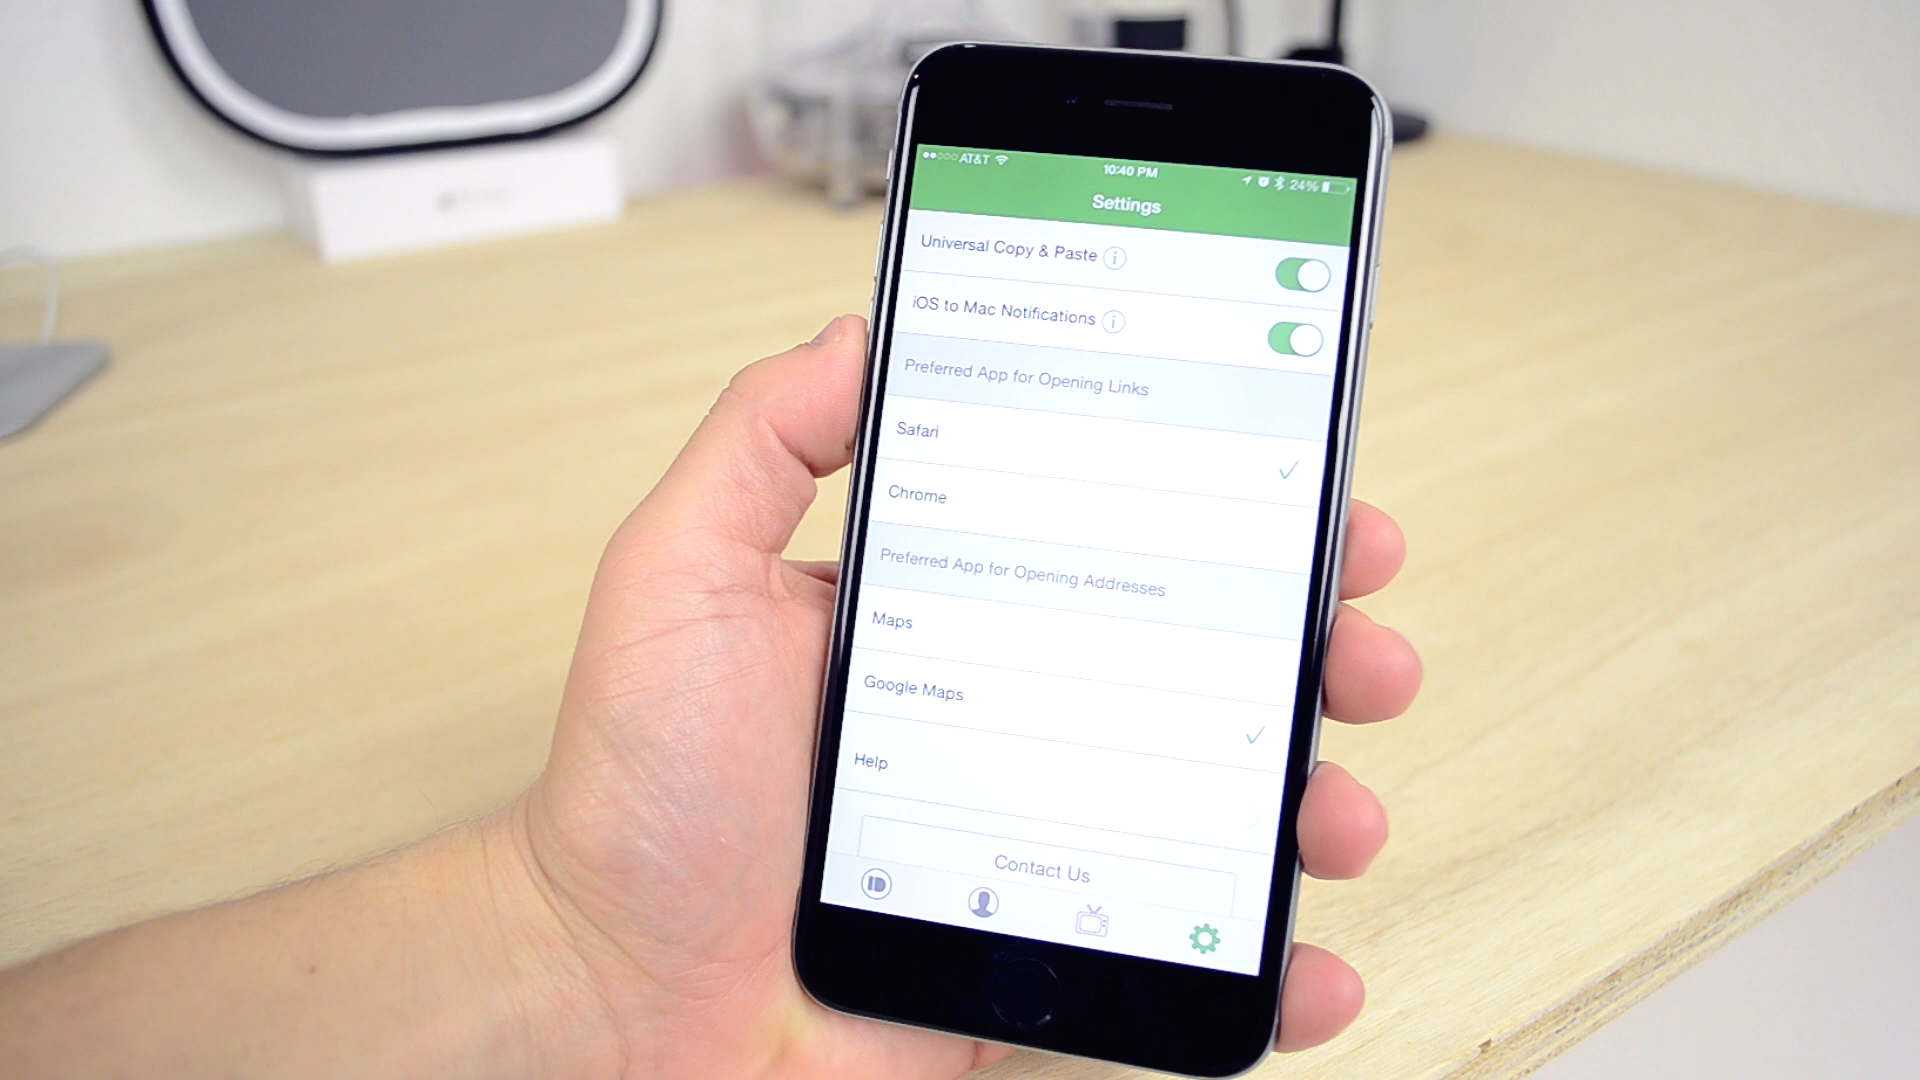 AT&T 10:40 PM 24%
Settings
Universal Copy & Paste i
iOS to Mac Notifications i
Preferred App for Opening Links
Safari
Chrome
Preferred App for Opening Addresses
Maps
Google Maps
Help
Contact Us